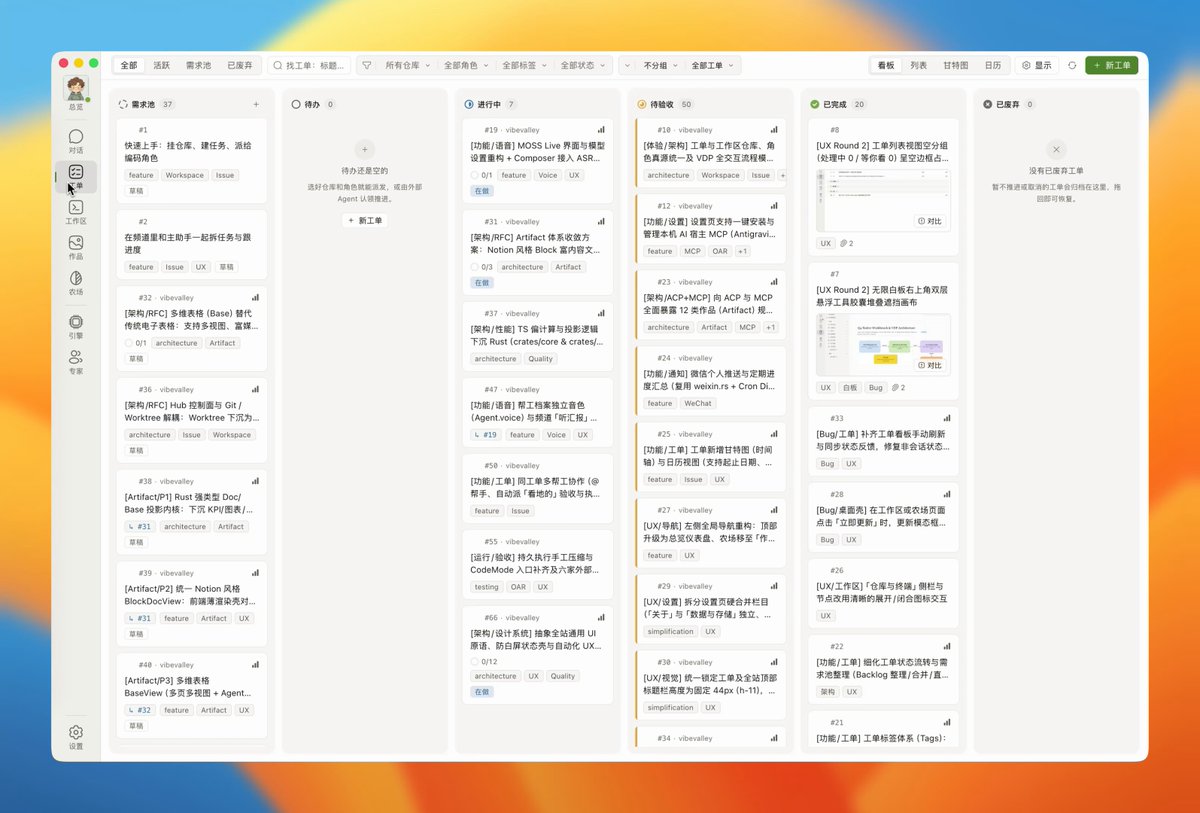 全部 活跃 需求池 已废弃 找工单：标题... 所有仓库 全部角色 全部标签 全部状态 不分组 全部工单 看板 列表 甘特图 日历 显示 + 新工单
总览
对话
工单
工作区
作品
农场
引擎
专家
设置
需求池 37
#1
快速上手：挂仓库、建任务、派给
编码角色
feature Workspace Issue
草稿
#2
在频道里和主助手一起拆任务与跟
进度
feature Issue UX 草稿
#32 · vibevalley
[架构/RFC] 多维表格 (Base) 替代
传统电子表格：支持多视图、富媒...
0/1 architecture Artifact
草稿
#36 · vibevalley
[架构/RFC] Hub 控制面与 Git /
Worktree 解耦：Worktree 下沉为...
architecture Issue Workspace
草稿
#38 · vibevalley
[Artifact/P1] Rust 强类型 Doc/
Base 投影内核：下沉 KPI/图表/...
#31 architecture Artifact
草稿
#39 · vibevalley
[Artifact/P2] 统一 Notion 风格
BlockDocView：前端薄渲染壳对...
#31 feature Artifact UX
草稿
#40 · vibevalley
[Artifact/P3] 多维表格
BaseView (多页多视图 + Agent...
#32 feature Artifact UX
草稿
待办 0
待办还是空的
选好仓库和角色就能派发，或由外部
Agent 认领推进。
+ 新工单
进行中 7
#19 · vibevalley
[功能/语音] MOSS Live 界面与模型
设置重构 + Composer 接入 ASR...
0/1 feature Voice UX
在做
#31 · vibevalley
[架构/RFC] Artifact 体系收敛方
案：Notion 风格 Block 富内容文...
0/3 architecture Artifact
在做
#37 · vibevalley
[架构/性能] TS 偏计算与投影逻辑
下沉 Rust (crates/core & crates/...
architecture Quality
#47 · vibevalley
[功能/语音] 帮工档案独立音色
(Agent.voice) 与频道「听汇报」...
#19 feature Voice UX
#50 · vibevalley
[功能/工单] 同工单多帮工协作 (@
帮手、自动派「看地的」验收与执...
feature Issue
#55 · vibevalley
[运行/验收] 持久执行手工压缩与
CodeMode 入口补齐及六家外部...
testing OAR UX
#66 · vibevalley
[架构/设计系统] 抽象全站通用 UI
原语、防白屏状态壳与自动化 UX...
0/12
architecture UX Quality
在做
待验收 50
#10 · vibevalley
[体验/架构] 工单与工作区仓库、角
色真源统一及 VDP 全交互流程模...
architecture Workspace Issue +
#12 · vibevalley
[功能/设置] 设置页支持一键安装与
管理本机 AI 宿主 MCP (Antigravi...
feature MCP OAR +1
#23 · vibevalley
[架构/ACP+MCP] 向 ACP 与 MCP
全面暴露 12 类作品 (Artifact) 规...
architecture Artifact MCP +1
#24 · vibevalley
[功能/通知] 微信个人推送与定期进
度汇总 (复用 weixin.rs + Cron Di...
feature WeChat
#25 · vibevalley
[功能/工单] 工单新增甘特图 (时间
轴) 与日历视图 (支持起止日期、...
feature Issue UX
#27 · vibevalley
[UX/导航] 左侧全局导航重构：顶部
升级为总览仪表盘、农场移至「作...
feature UX
#29 · vibevalley
[UX/设置] 拆分设置页硬合并栏目
(「关于」与「数据与存储」独立、...
simplification UX
#30 · vibevalley
[UX/视觉] 统一锁定工单及全站顶部
标题栏高度为固定 44px (h-11)，...
simplification UX
#34 · vibevalley
已完成 20
#8
[UX Round 2] 工单列表视图空分组
(处理中 0 / 等你看 0) 呈空边框占...
对比
UX 2
#7
[UX Round 2] 无限白板右上角双层
悬浮工具胶囊堆叠遮挡画布
对比
UX 白板 Bug 2
#33
[Bug/工单] 补齐工单看板手动刷新
与同步状态反馈，修复非会话状态...
Bug UX
#28
[Bug/桌面壳] 在工作区或农场页面
点击「立即更新」时，更新模态框...
Bug UX
#26
[UX/工作区] 「仓库与终端」侧栏与
节点改用清晰的展开/闭合图标交互
UX
#22
[功能/工单] 细化工单状态流转与需
求池整理 (Backlog 整理/合并/直...
架构 UX
#21
[功能/工单] 工单标签体系 (Tags)：
已废弃 0
没有已废弃工单
暂不推进或取消的工单会归档在这里，拖
回即可恢复。